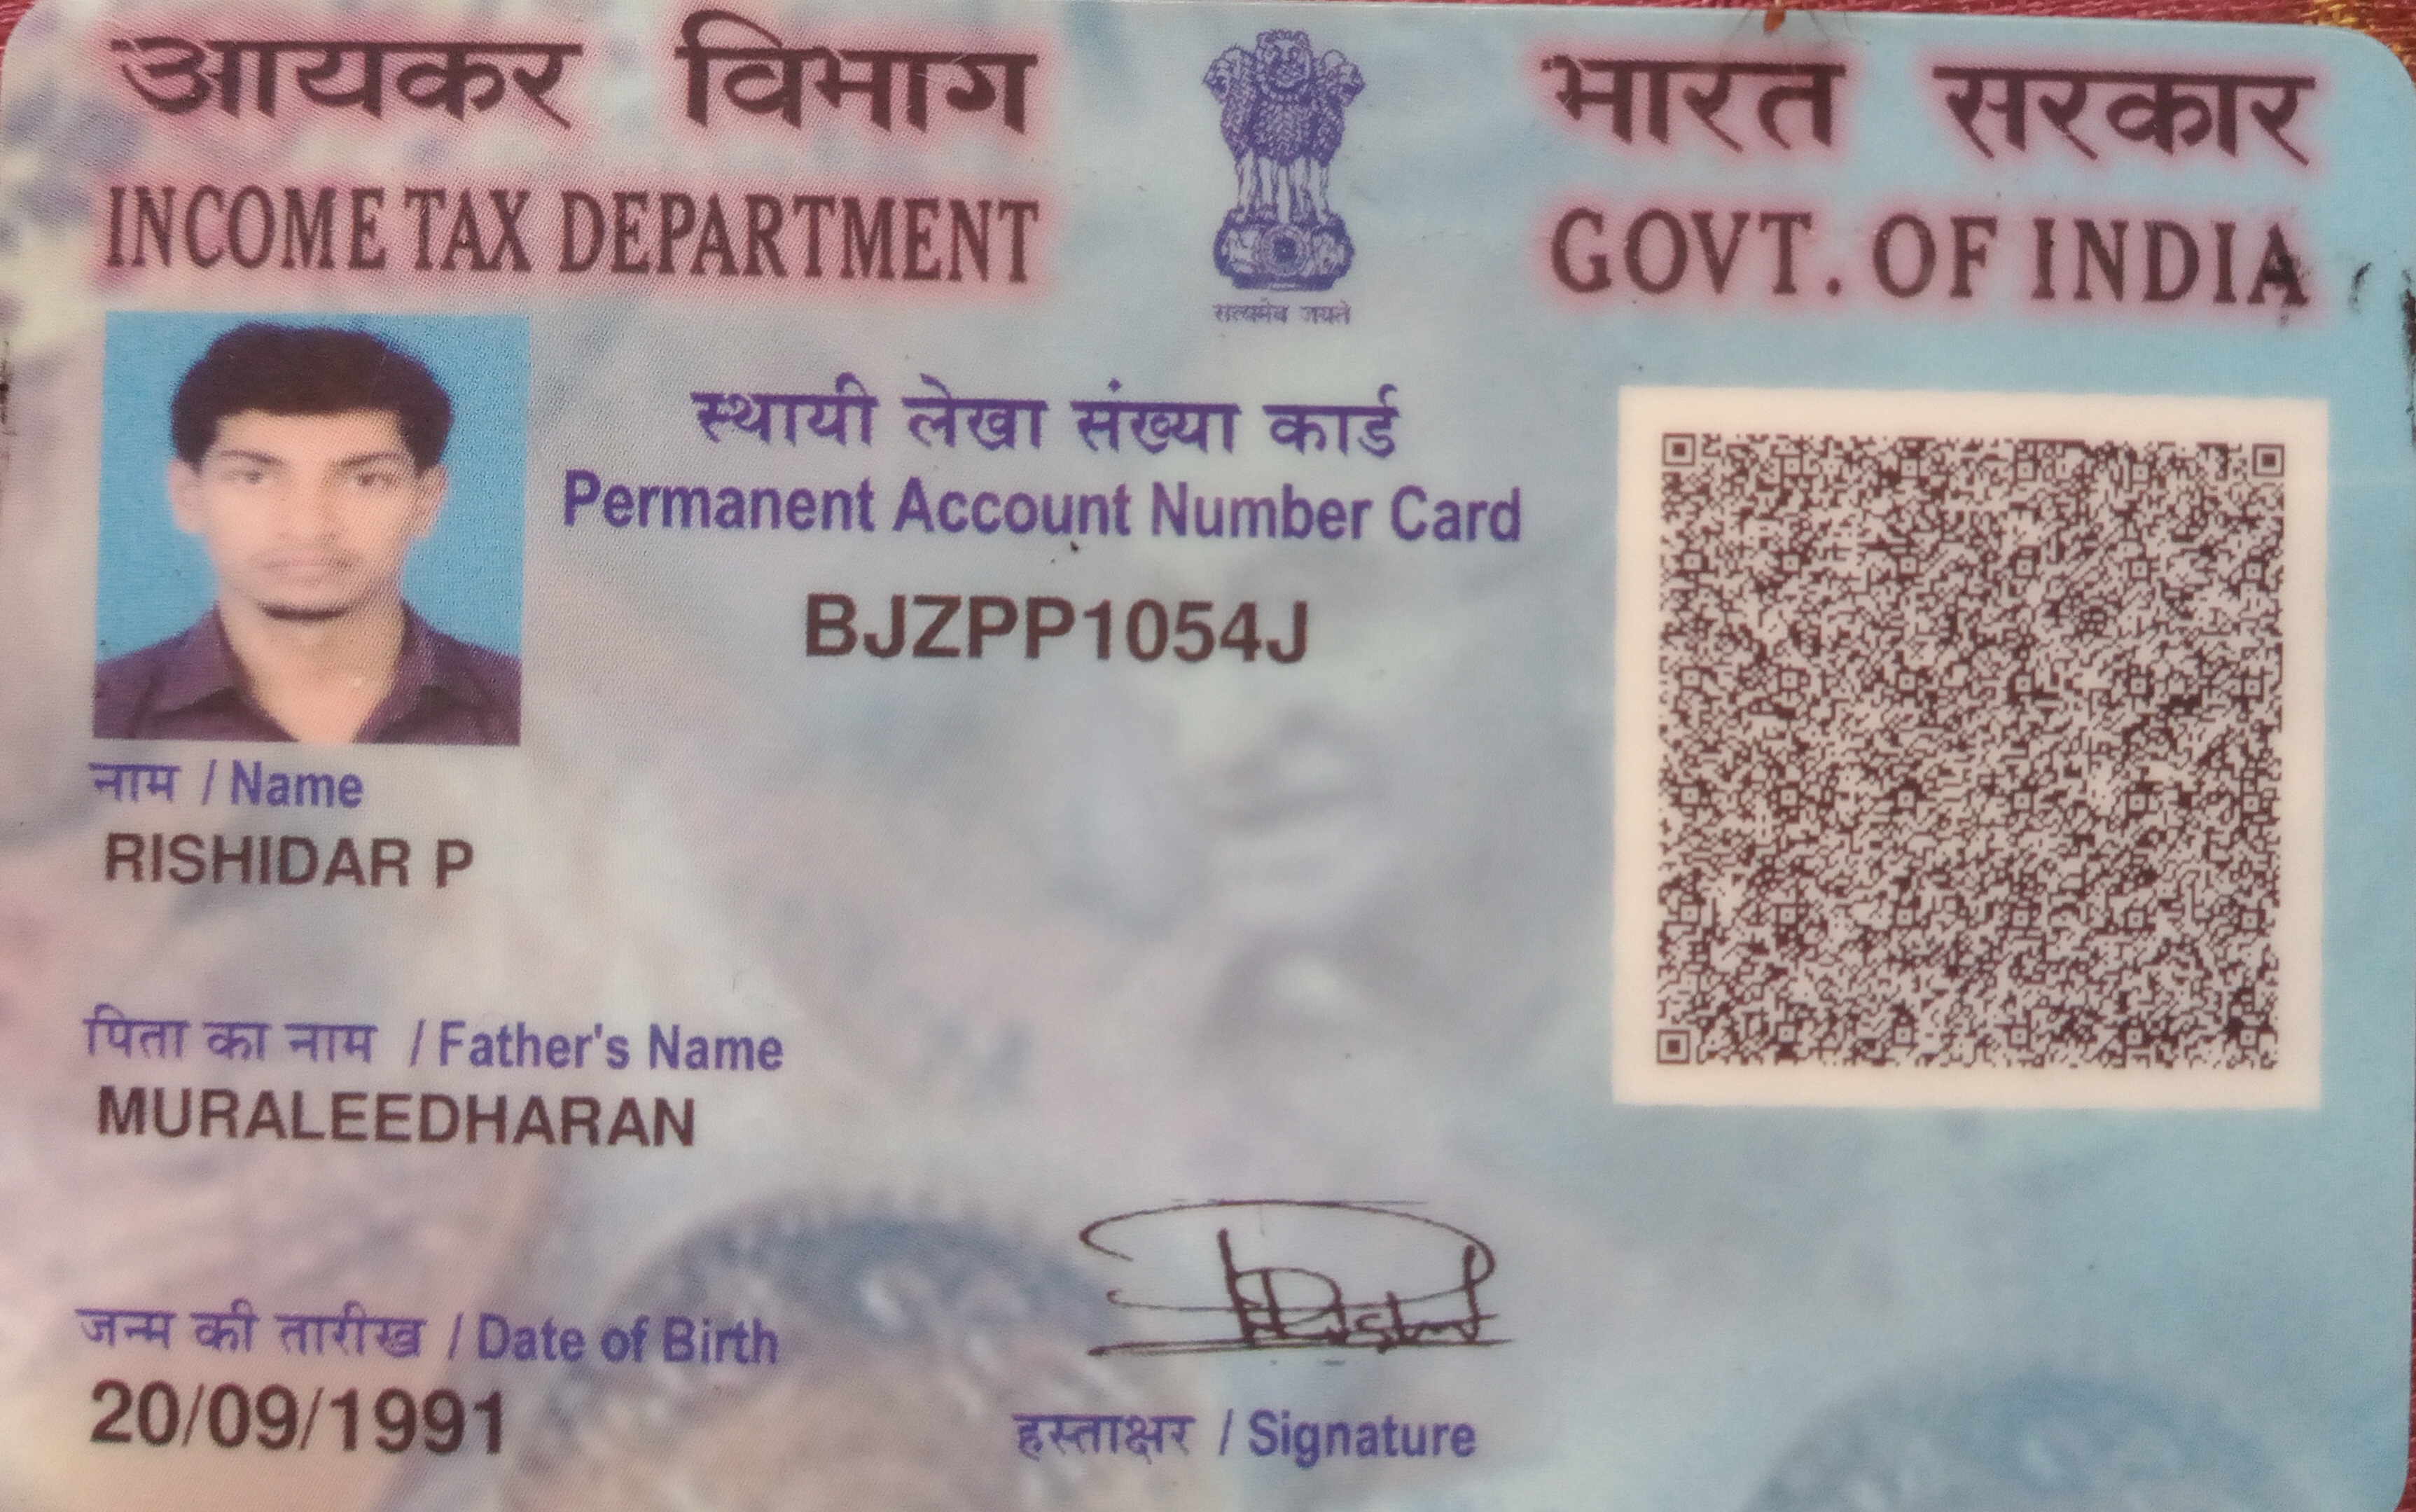 आयकर विभाग
INCOME TAX DEPARTMENT
सत्यमेव जयते
भारत सरकार
GOVT. OF INDIA
स्थायी लेखा संख्या कार्ड
Permanent Account Number Card
BJZPP1054J
नाम / Name
RISHIDAR P
पिता का नाम / Father's Name
MURALEEDHARAN
जन्म की तारीख / Date of Birth
20/09/1991
हस्ताक्षर / Signature